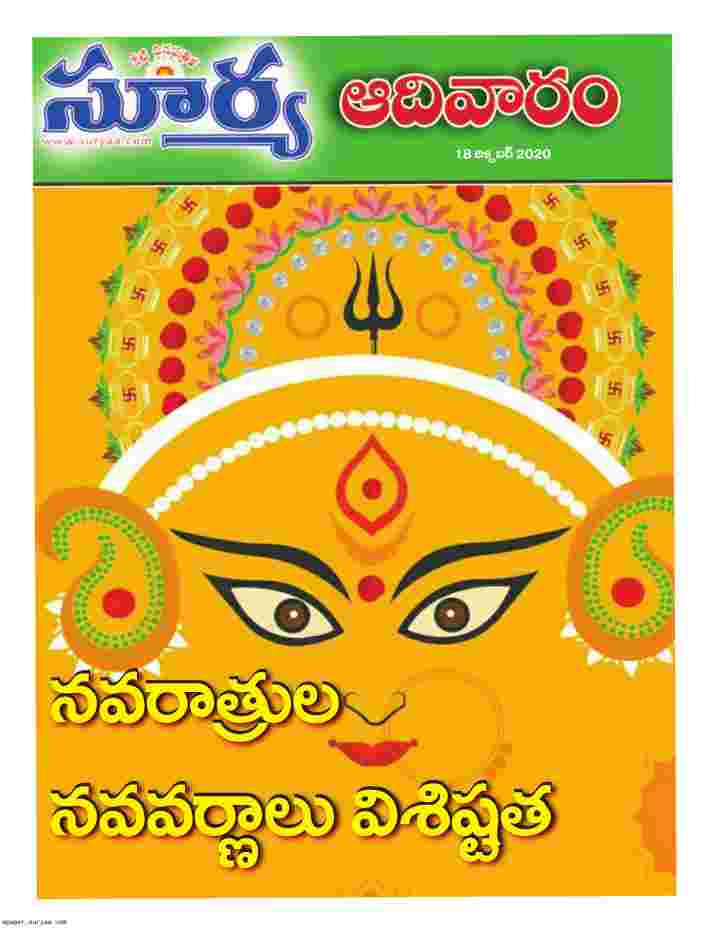 సూర్య
www.suryaa.com
ఆదివారం
18 అక్టోబర్ 2020
నవరాత్రుల
నవవర్ణాలు విశిష్టత
epaper.suryaa.com